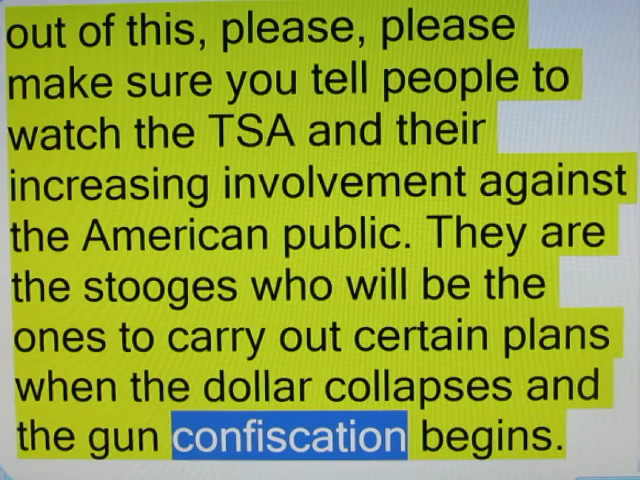 out of this, please, please
make sure you tell people to
watch the TSA and their
increasing involvement against
the American public. They are
the stooges who will be the
ones to carry out certain plans
when the dollar collapses and
the gun confiscation begins.